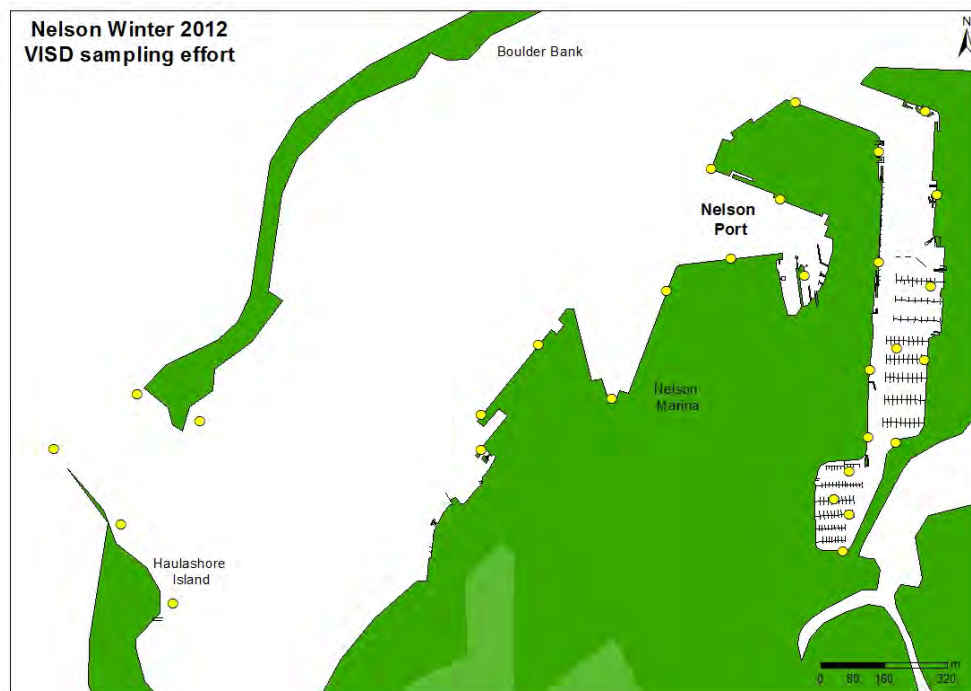 Nelson Winter 2012
VISD sampling effort
N
Boulder Bank
Nelson
Port
Nelson
Marina
Haulashore
Island
m
0 80 160 320